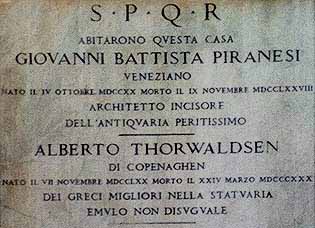 S·P·Q·R
ABITARONO QVESTA CASA
GIOVANNI BATTISTA PIRANESI
VENEZIANO
NATO IL IV OTTOBRE MDCCXX MORTO IL IX NOVEMBRE MDCCLXXVIII
ARCHITETTO INCISORE
DELL'ANTIQVARIA PERITISSIMO
ALBERTO THORWALDSEN
DI COPENAGHEN
NATO IL VII NOVEMBRE MDCCLXX MORTO IL XXIV MARZO
DEI GRECI MIGLIORI NELLA STATVARIA
EMVLO NON DISVGVALE